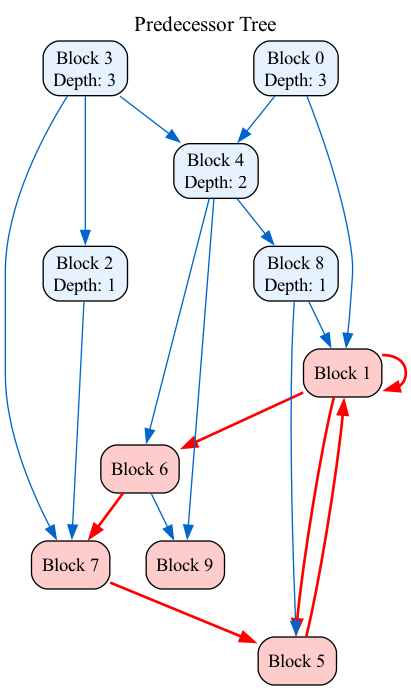 Predecessor Tree
Block 3
Depth: 3
Block 0
Depth: 3
Block 4
Depth: 2
Block 2
Depth: 1
Block 8
Depth: 1
Block 1
Block 6
Block 7
Block 9
Block 5